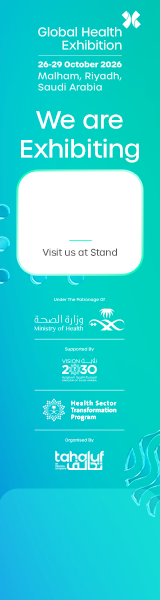 Global Health
Exhibition
26-29 October 2026
Malham, Riyadh,
Saudi Arabia
We are
Exhibiting
Visit us at Stand
Under The Patronage Of
وزارة الصحة
Ministry of Health
Supported By
VISION رؤيـــة
2030
Health Sector
Transformation
Program
Organised By
tahaluf
تحالف